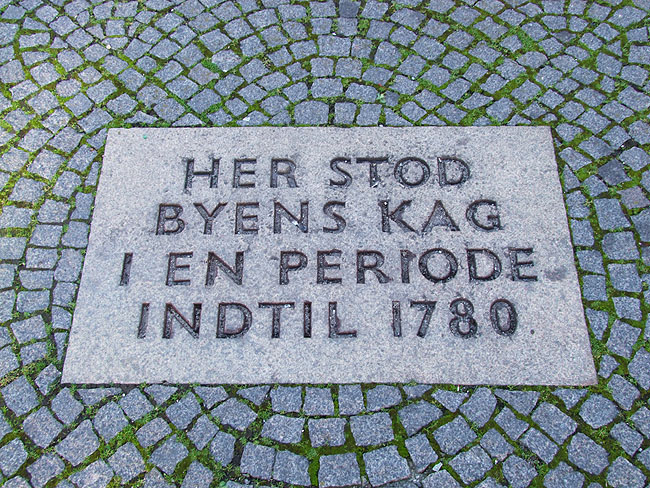 HER STOD
BYENS KAG
I EN PERIODE
INDTIL 1780